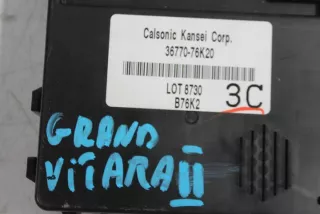 Calsonic Kansei Corp.
36770-76K20
LOT 8730
B76K2
3C
GRAND
ViTARA II